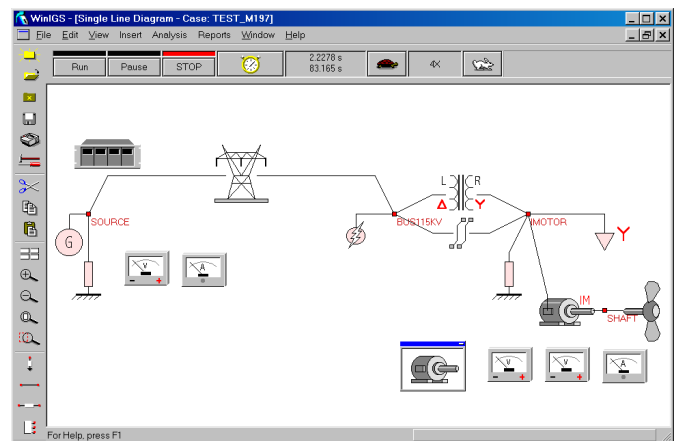 WinIGS - [Single Line Diagram - Case: TEST_M197]
File Edit View Insert Analysis Reports Window Help
Run Pause STOP 2.2278 s 4X
83.165 s
L R
Δ Y
SOURCE BUS115KV IMOTOR Y
G
V A
- +
IM
SHAFT
V V A
- + - +
For Help, press F1